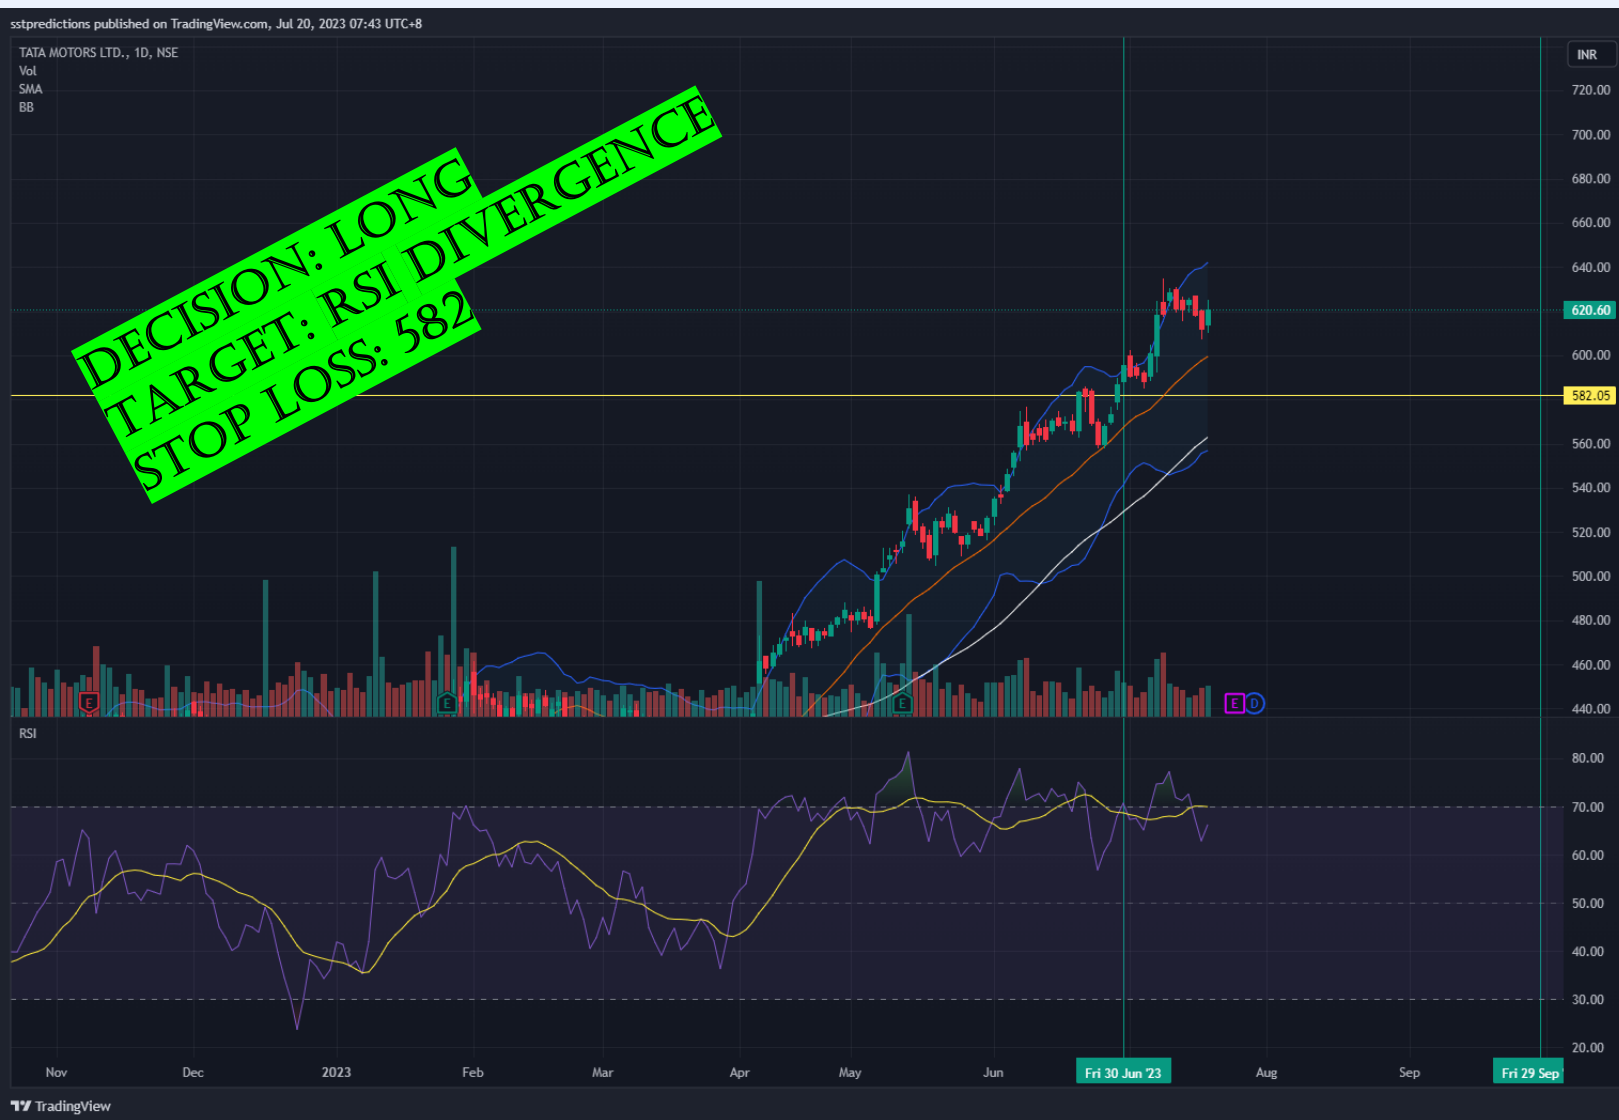 sstpredictions published on TradingView.com, Jul 20, 2023 07:43 UTC+8
TATA MOTORS LTD., 1D, NSE
Vol
SMA
BB
INR
DECISION: LONG
TARGET: RSI DIVERGENCE
STOP LOSS: 582
720.00
700.00
680.00
660.00
640.00
620.60
600.00
582.05
560.00
540.00
520.00
500.00
480.00
460.00
440.00
E
E
E
E
D
RSI
80.00
70.00
60.00
50.00
40.00
30.00
20.00
Nov Dec 2023 Feb Mar Apr May Jun Fri 30 Jun '23 Aug Sep Fri 29 Sep '
TradingView